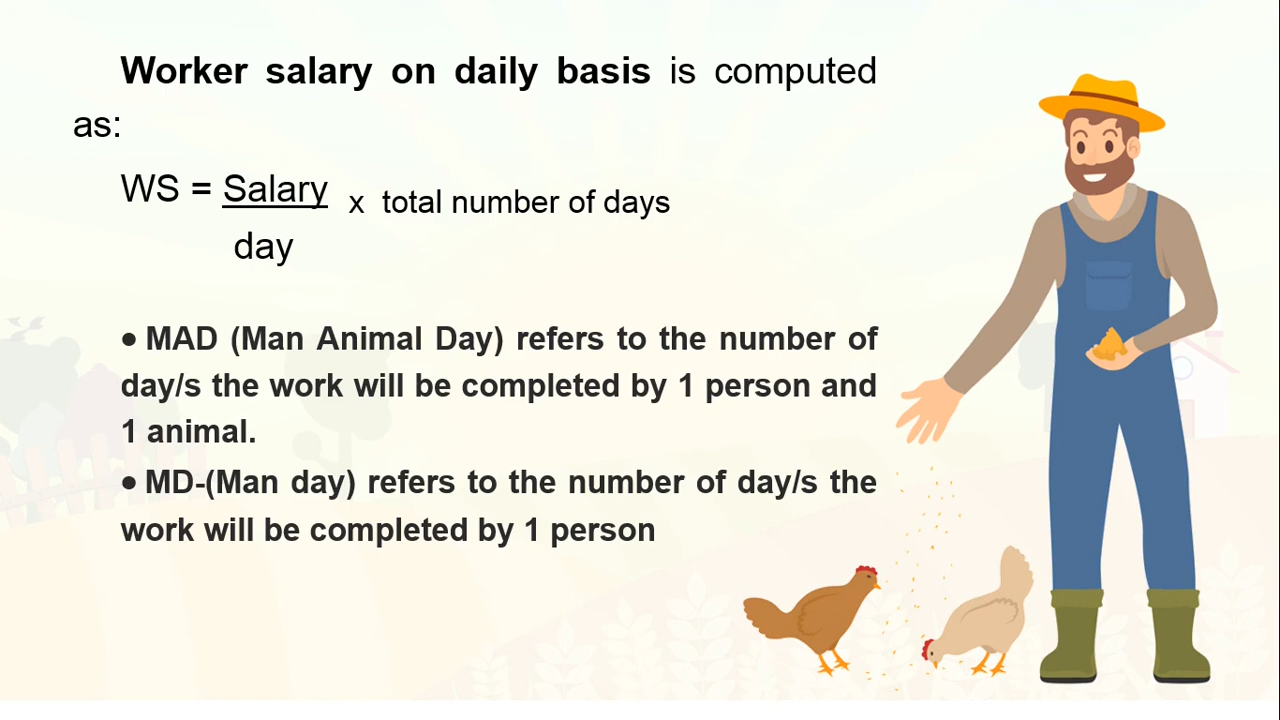 Worker salary on daily basis is computed
as:
WS = Salary x total number of days
day
• MAD (Man Animal Day) refers to the number of
day/s the work will be completed by 1 person and
1 animal.
• MD-(Man day) refers to the number of day/s the
work will be completed by 1 person